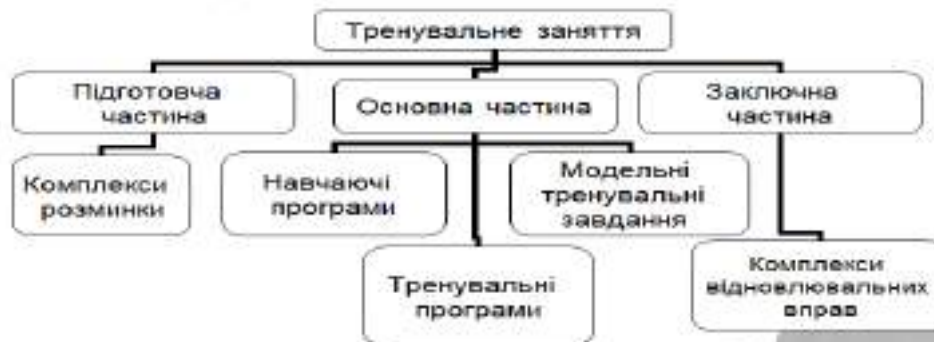 Тренувальне заняття
Підготовча
частина
Основна частина
Заключна
частина
Комплекси
розминки
Навчаючі
програми
Модельні
тренувальні
завдання
Тренувальні
програми
Комплекси
відновлювальних
вправ